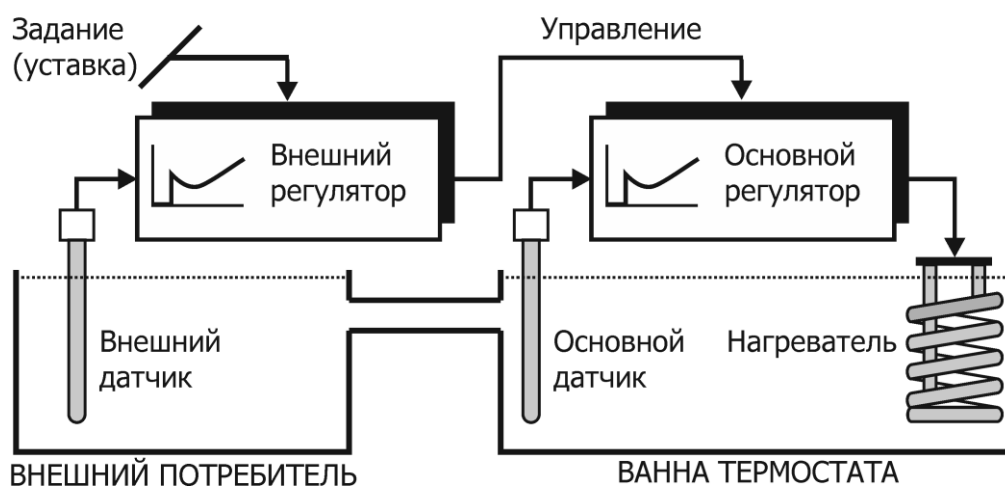 Задание
(уставка)
Управление
Внешний
регулятор
Основной
регулятор
Внешний
датчик
Основной
датчик
Нагреватель
ВНЕШНИЙ ПОТРЕБИТЕЛЬ
ВАННА ТЕРМОСТАТА